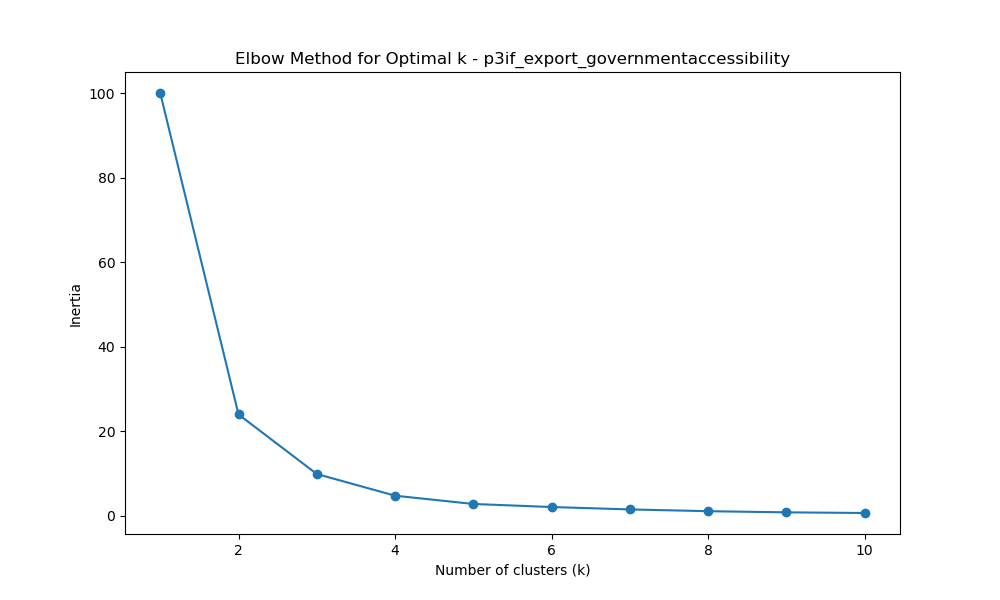 Elbow Method for Optimal k - p3if_export_governmentaccessibility
100
80
60
40
20
0
Inertia
2 4 6 8 10
Number of clusters (k)